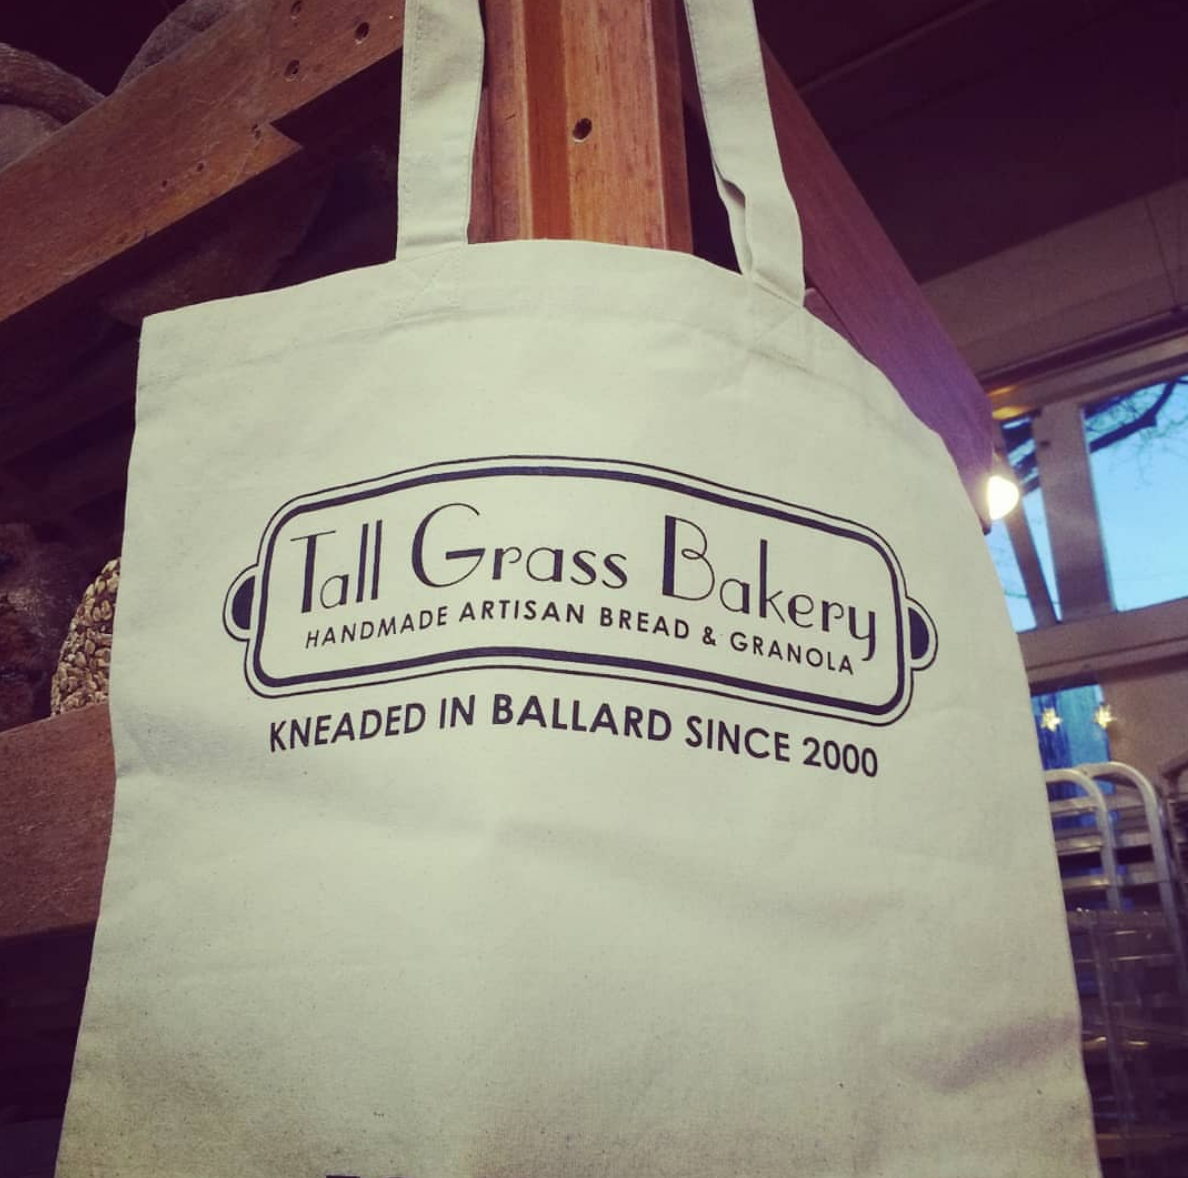 Tall Grass Bakery
HANDMADE ARTISAN BREAD & GRANOLA
KNEADED IN BALLARD SINCE 2000